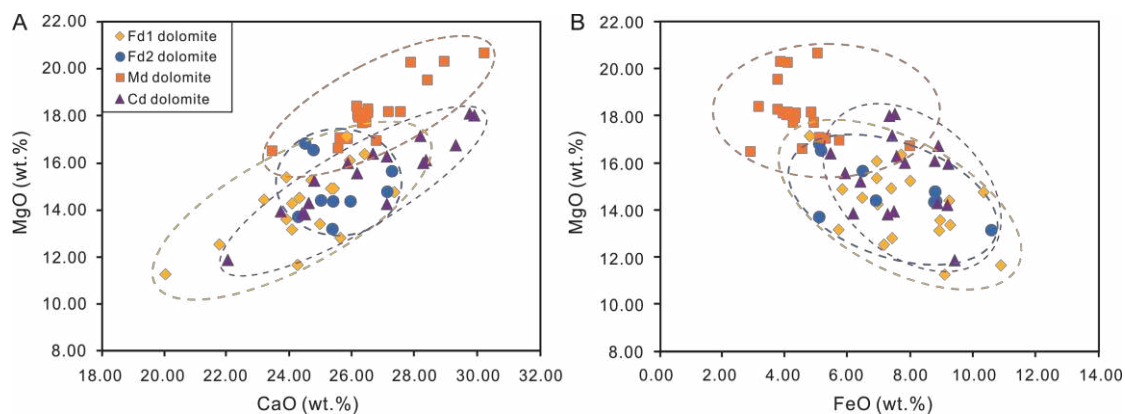 A
Fd1 dolomite
Fd2 dolomite
Md dolomite
Cd dolomite
22.00
20.00
18.00
16.00
14.00
12.00
10.00
8.00
MgO (wt.%)
18.00 20.00 22.00 24.00 26.00 28.00 30.00 32.00
CaO (wt.%)
B
22.00
20.00
18.00
16.00
14.00
12.00
10.00
8.00
MgO (wt.%)
0.00 2.00 4.00 6.00 8.00 10.00 12.00 14.00
FeO (wt.%)